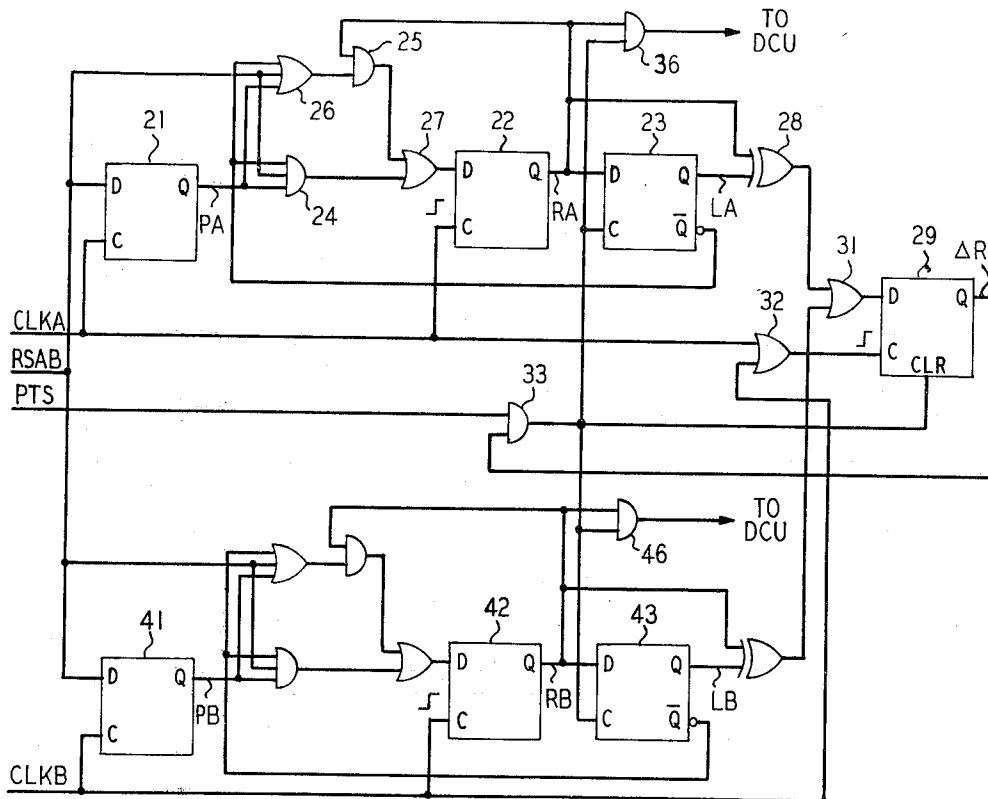 25
TO
DCU
36
26
27
22
23
28
21
D
Q
D
Q
D
Q
24
PA
RA
LA
C
C
C
Q̅
31
29
ΔR
D
Q
32
CLKA
C
CLR
RSAB
33
PTS
TO
DCU
46
41
42
43
D
Q
D
Q
D
Q
PB
RB
LB
C
C
C
Q̅
CLKB